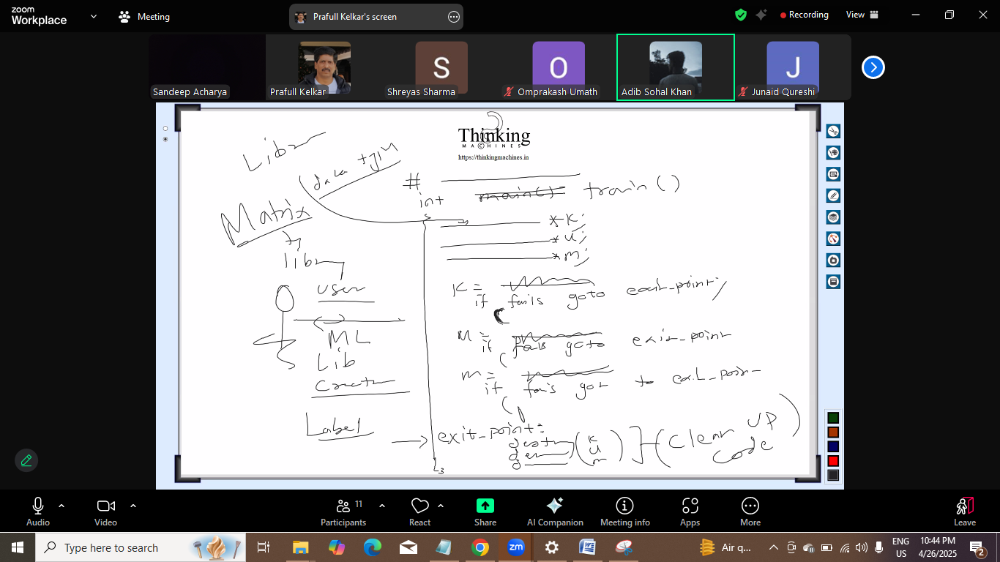 zoom
Workplace
Meeting
Prafull Kelkar's screen
Recording
View
Sandeep Acharya
Prafull Kelkar
S
Shreyas Sharma
O
Omprakash Umath
Adib Sohal Khan
J
Junaid Qureshi
Thinking
MACHINES
https://thinkingmachines.in
Libr
data
Matrix
library
user
ML
Lib
Creator
Label
#
int main() train()
{
*K;
*u;
*m;
K =
if fails goto exit_point;
M =
if fails goto exit_point
m =
if fails got to exit_point
exit_point:
K
u
m
Clear UP
code
}
Audio
Video
Participants
11
React
Share
AI Companion
Meeting info
Apps
More
Leave
Type here to search
zm
Air q...
ENG
US
10:44 PM
4/26/2025
2